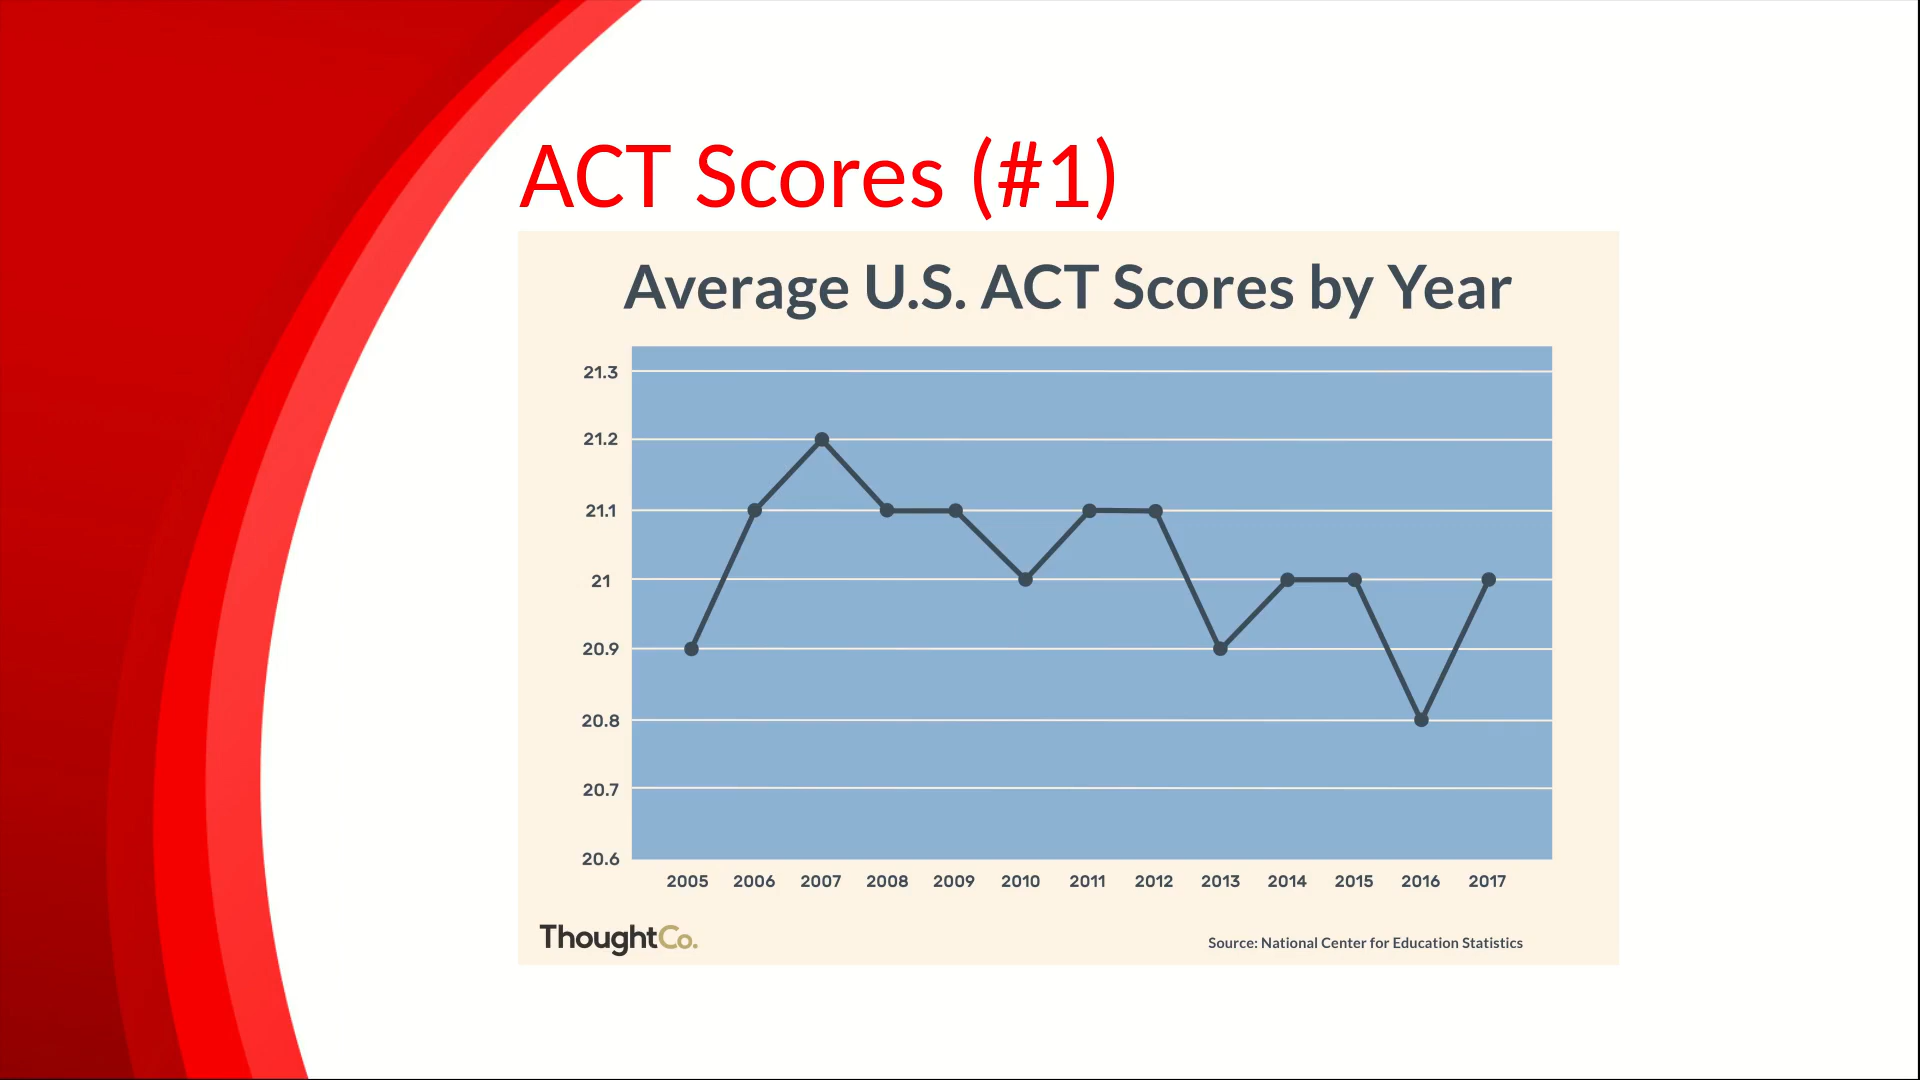 ACT Scores (#1)
Average U.S. ACT Scores by Year
21.3
21.2
21.1
21
20.9
20.8
20.7
20.6
2005 2006 2007 2008 2009 2010 2011 2012 2013 2014 2015 2016 2017
ThoughtCo.
Source: National Center for Education Statistics